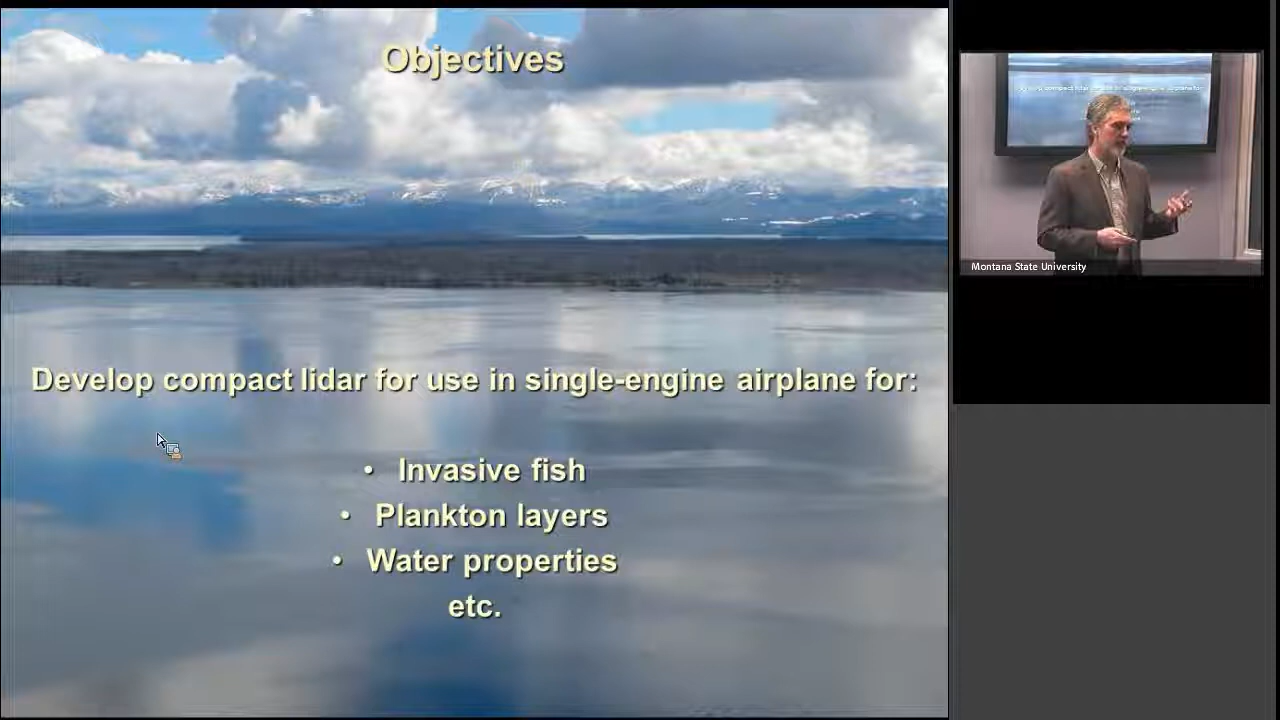 Objectives
Develop compact lidar for use in single-engine airplane for:
• Invasive fish
• Plankton layers
• Water properties
etc.
Montana State University